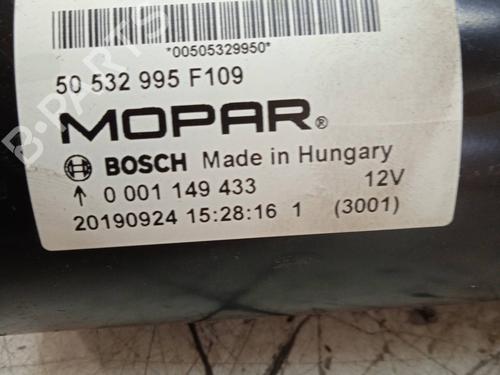 *00505329950*
50 532 995 F109
MOPAR®
BOSCH Made in Hungary
0 001 149 433 12V
20190924 15:28:16 1 (3001)
B-PARTS